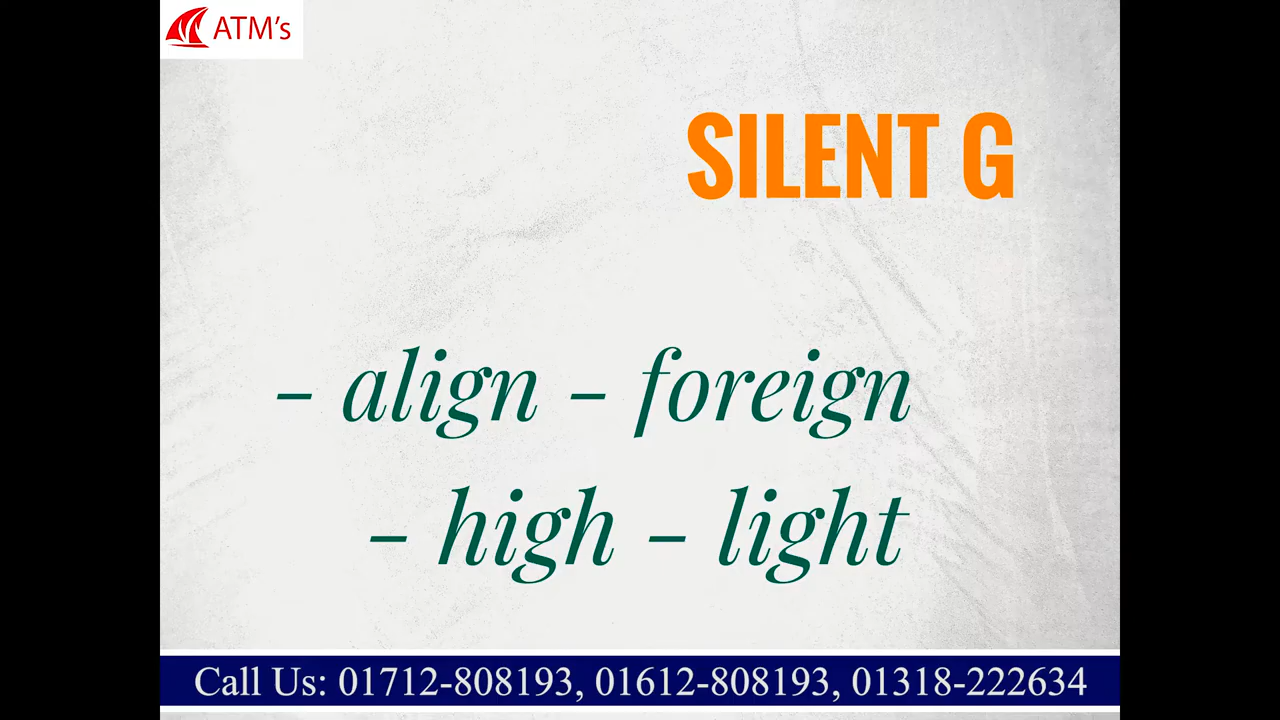 ATM's
SILENT G
– align – foreign
– high – light
Call Us: 01712-808193, 01612-808193, 01318-222634